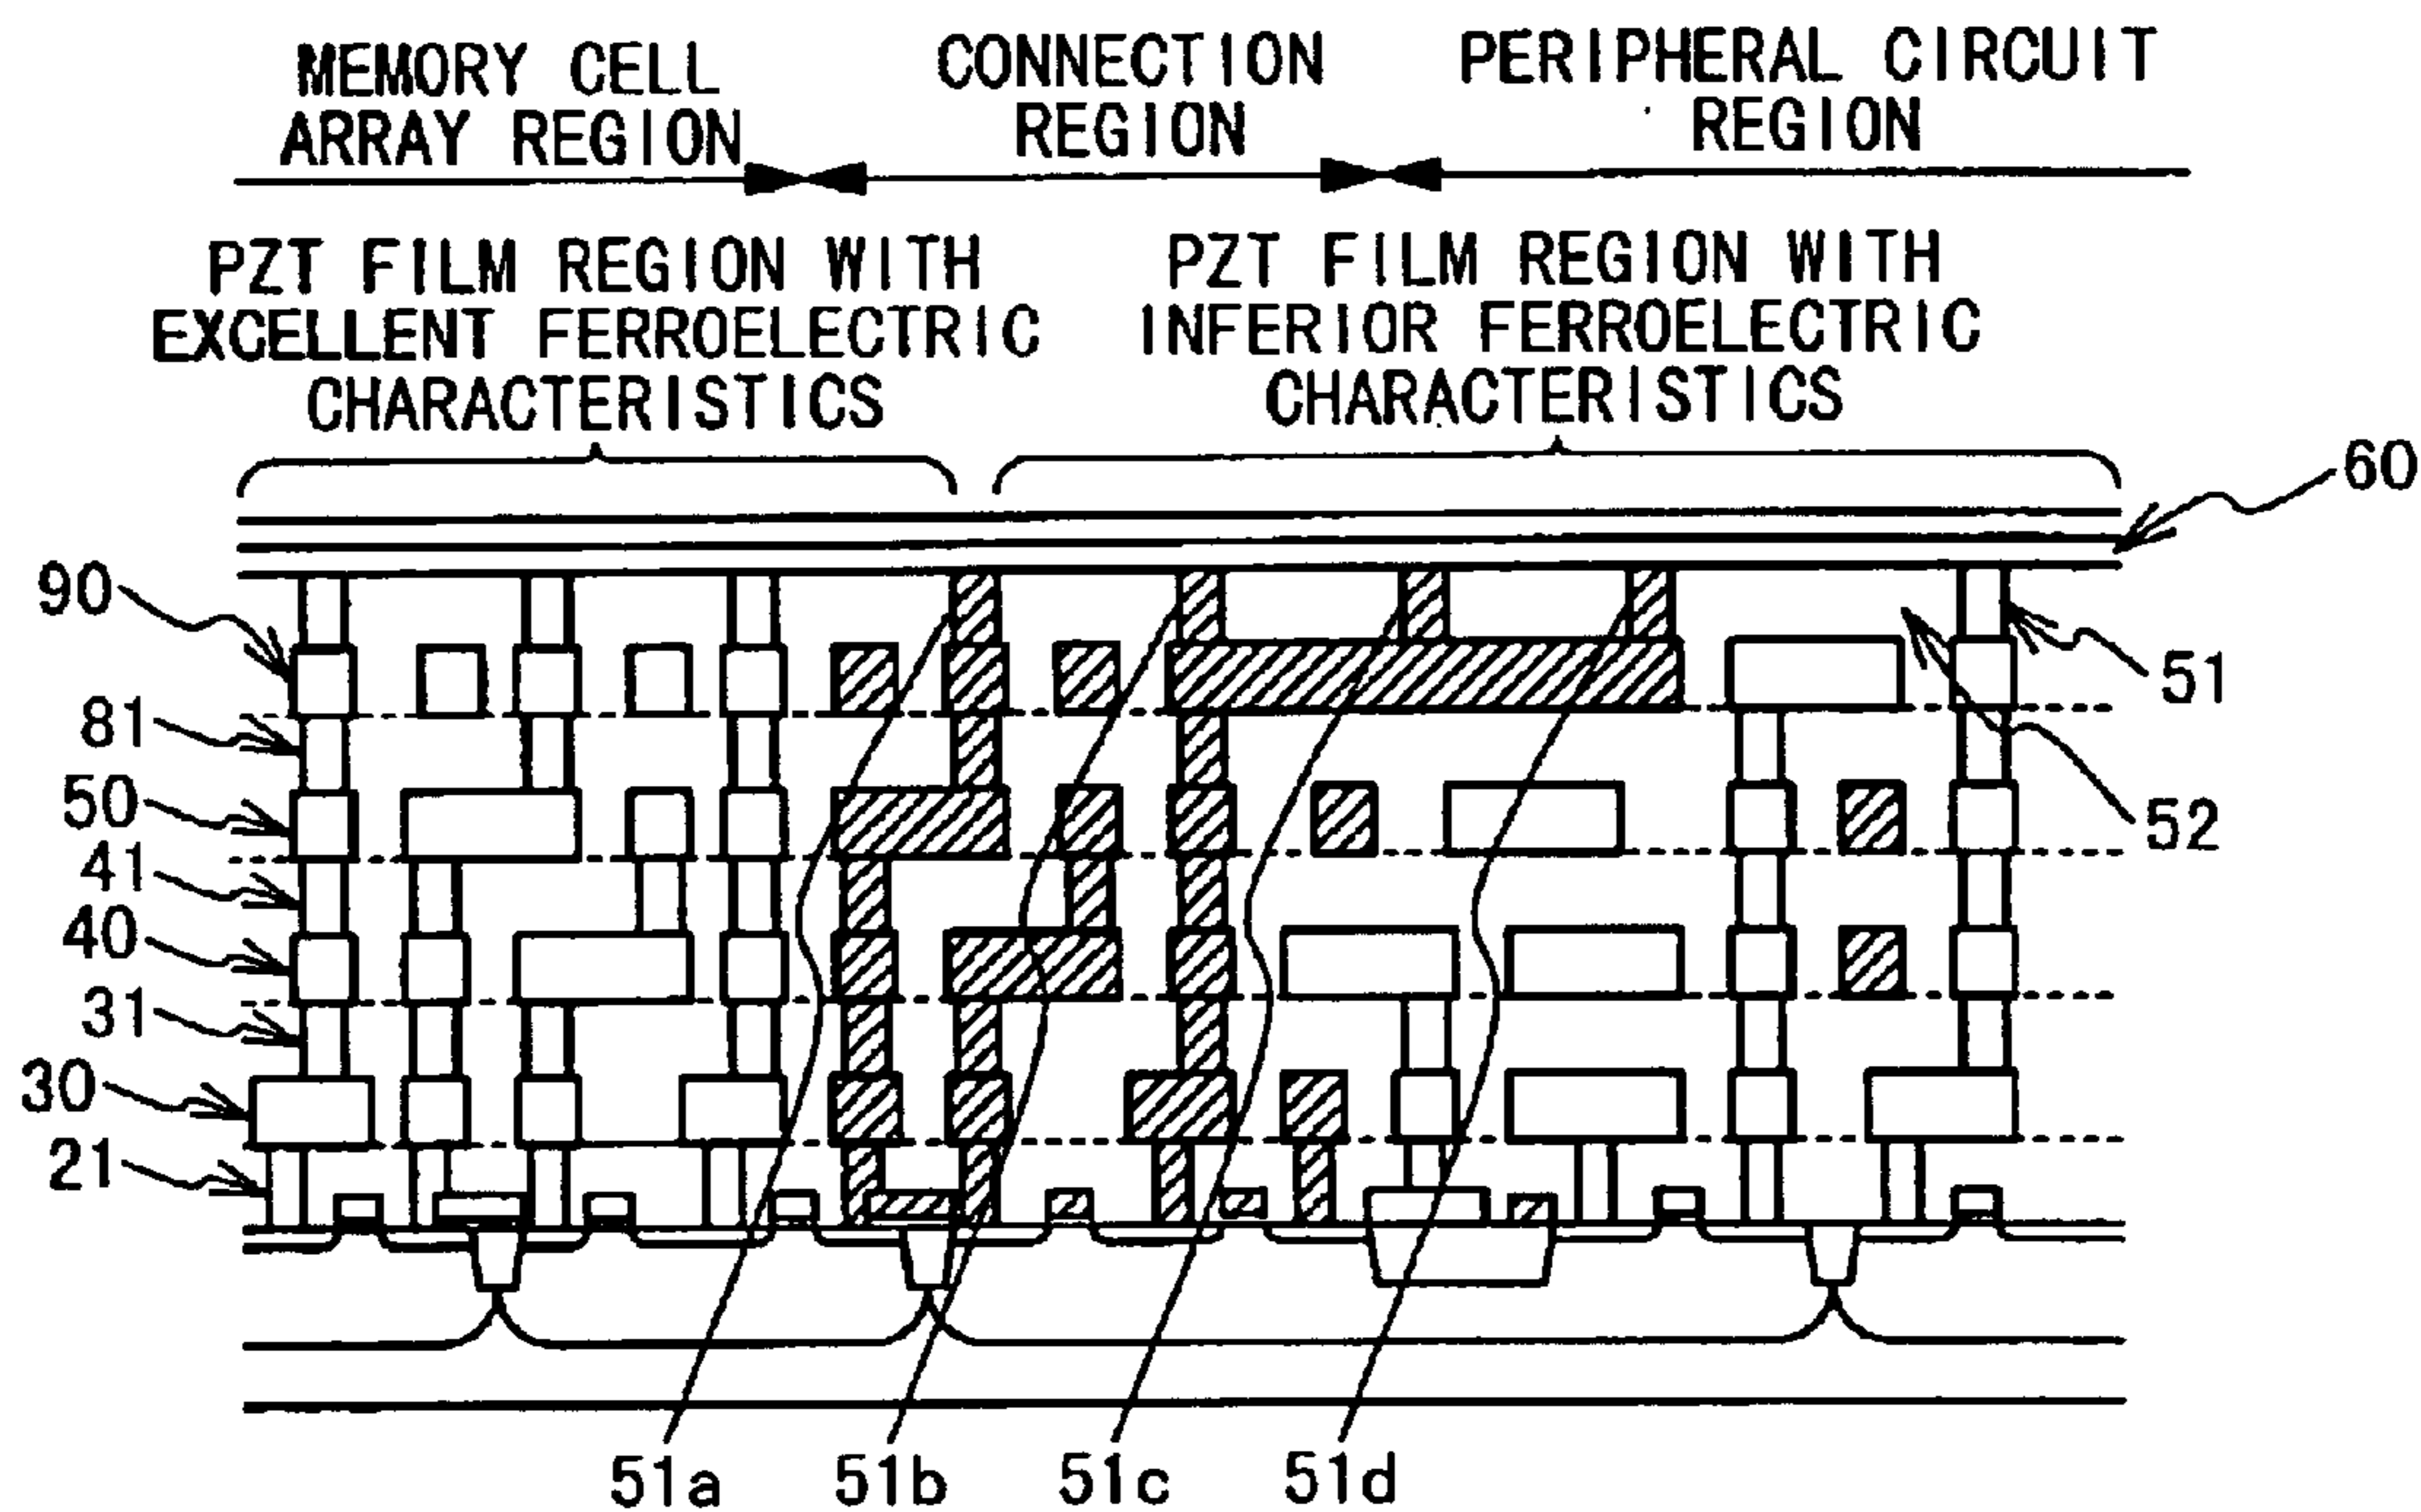 MEMORY CELL
ARRAY REGION
CONNECTION
REGION
PERIPHERAL CIRCUIT
REGION
PZT FILM REGION WITH
EXCELLENT FERROELECTRIC
CHARACTERISTICS
PZT FILM REGION WITH
INFERIOR FERROELECTRIC
CHARACTERISTICS
60
90
51
81
50
52
41
40
31
30
21
51a
51b
51c
51d